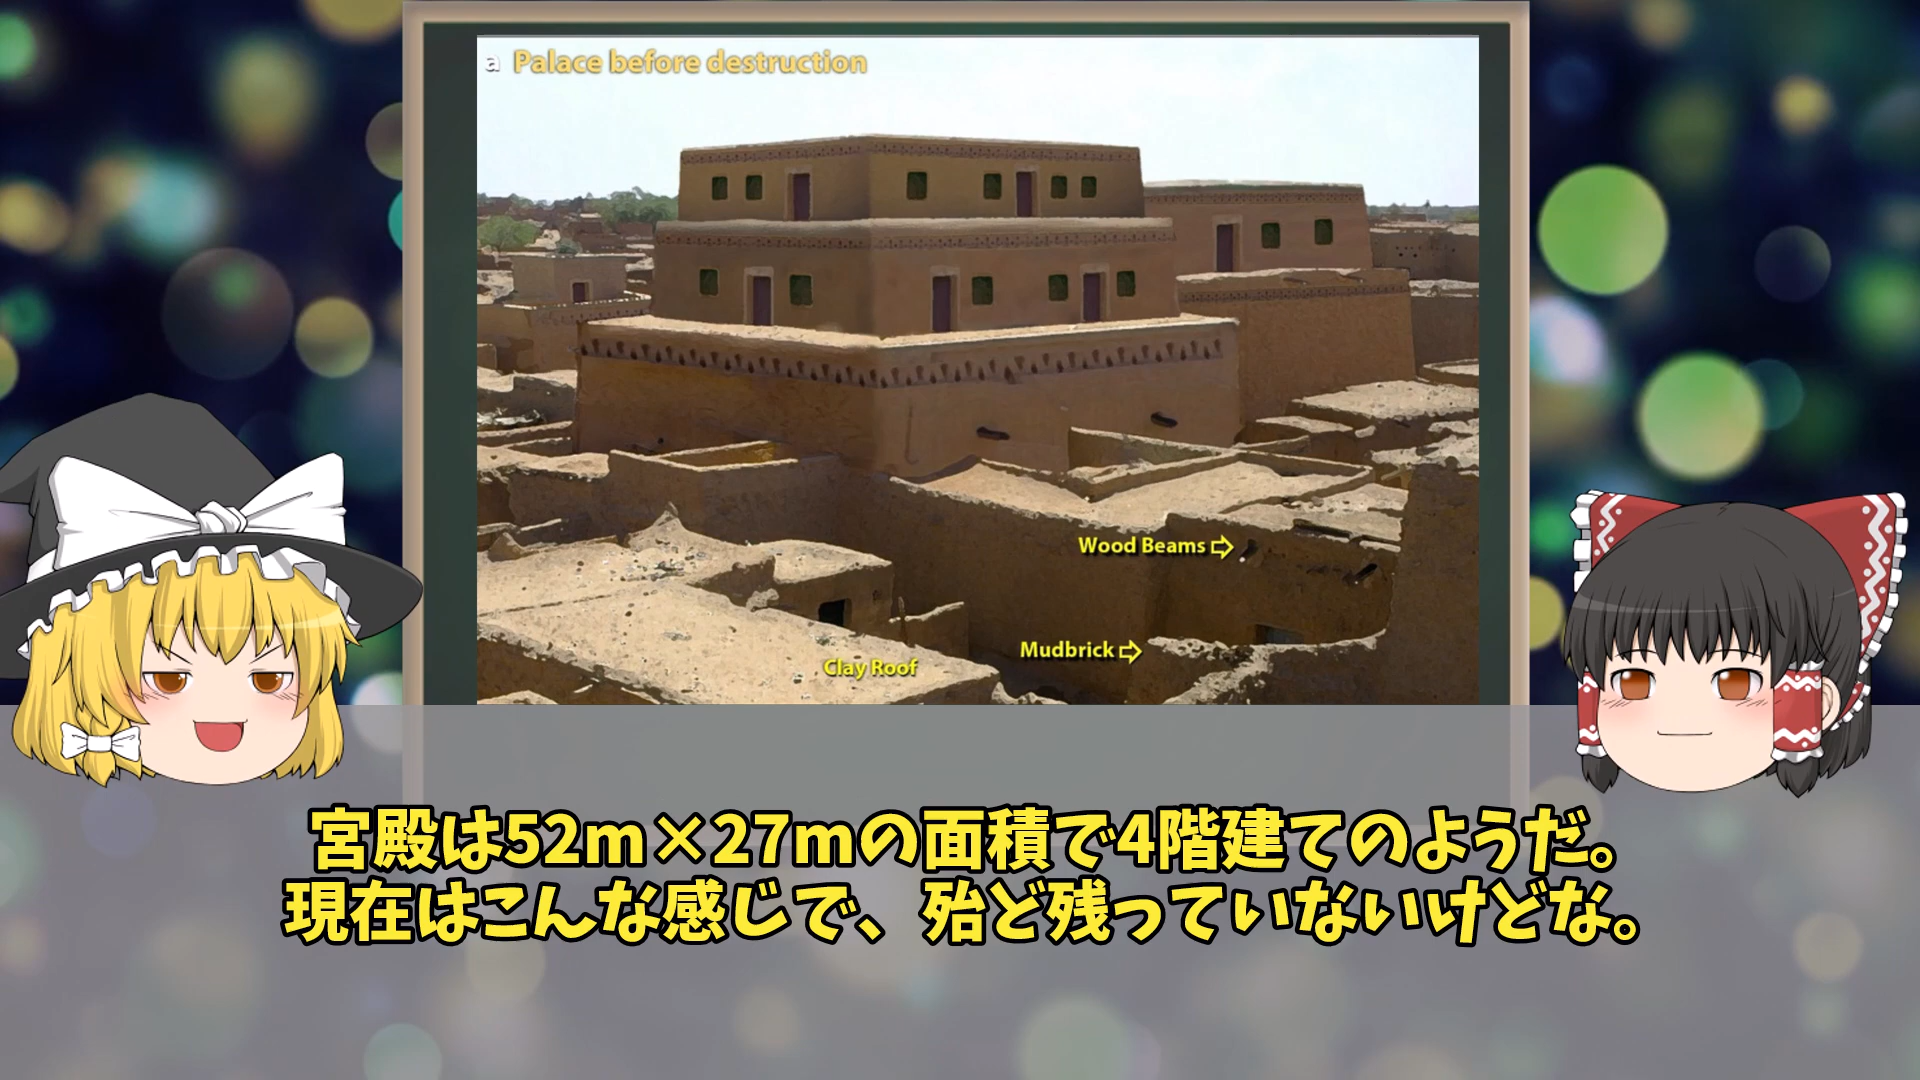 a Palace before destruction
Wood Beams
Mudbrick
Clay Roof
宮殿は52m×27mの面積で4階建てのようだ。
現在はこんな感じで、殆ど残っていないけどな。